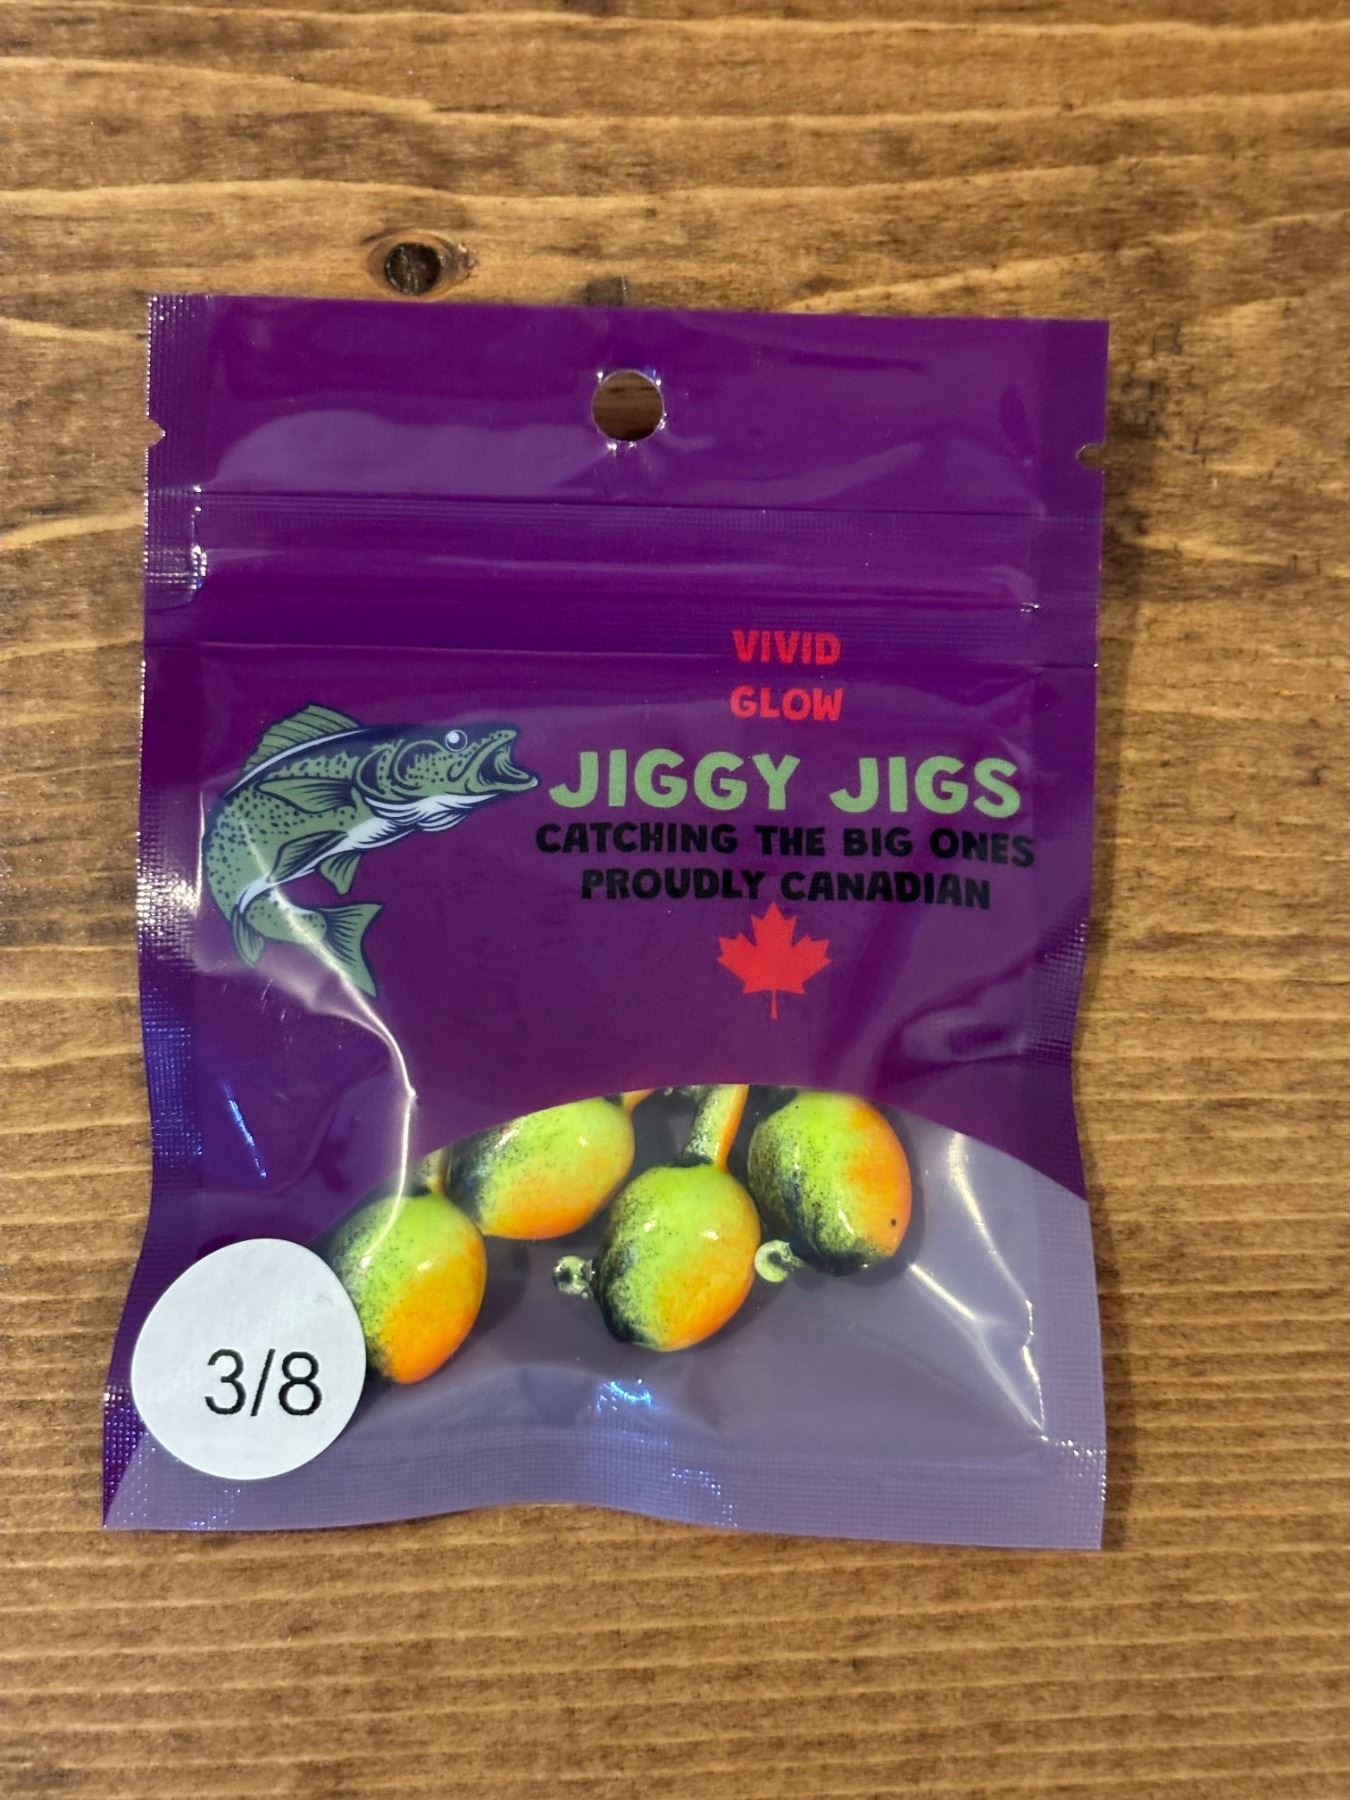 VIVID
GLOW
JIGGY JIGS
CATCHING THE BIG ONES
PROUDLY CANADIAN
3/8